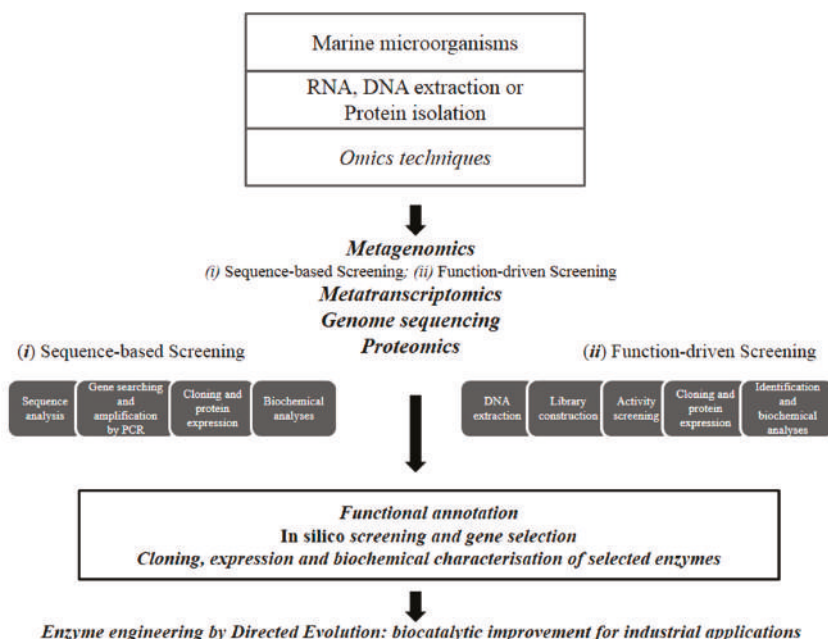 Marine microorganisms
RNA, DNA extraction or
Protein isolation
Omics techniques
Metagenomics
(i) Sequence-based Screening; (ii) Function-driven Screening
Metatranscriptomics
Genome sequencing
Proteomics
(i) Sequence-based Screening
Sequence
analysis
Gene searching
and
amplification
by PCR
Cloning and
protein
expression
Biochemical
analyses
(ii) Function-driven Screening
DNA
extraction
Library
construction
Activity
screening
Cloning and
protein
expression
Identification
and
biochemical
analyses
Functional annotation
In silico screening and gene selection
Cloning, expression and biochemical characterisation of selected enzymes
Enzyme engineering by Directed Evolution: biocatalytic improvement for industrial applications